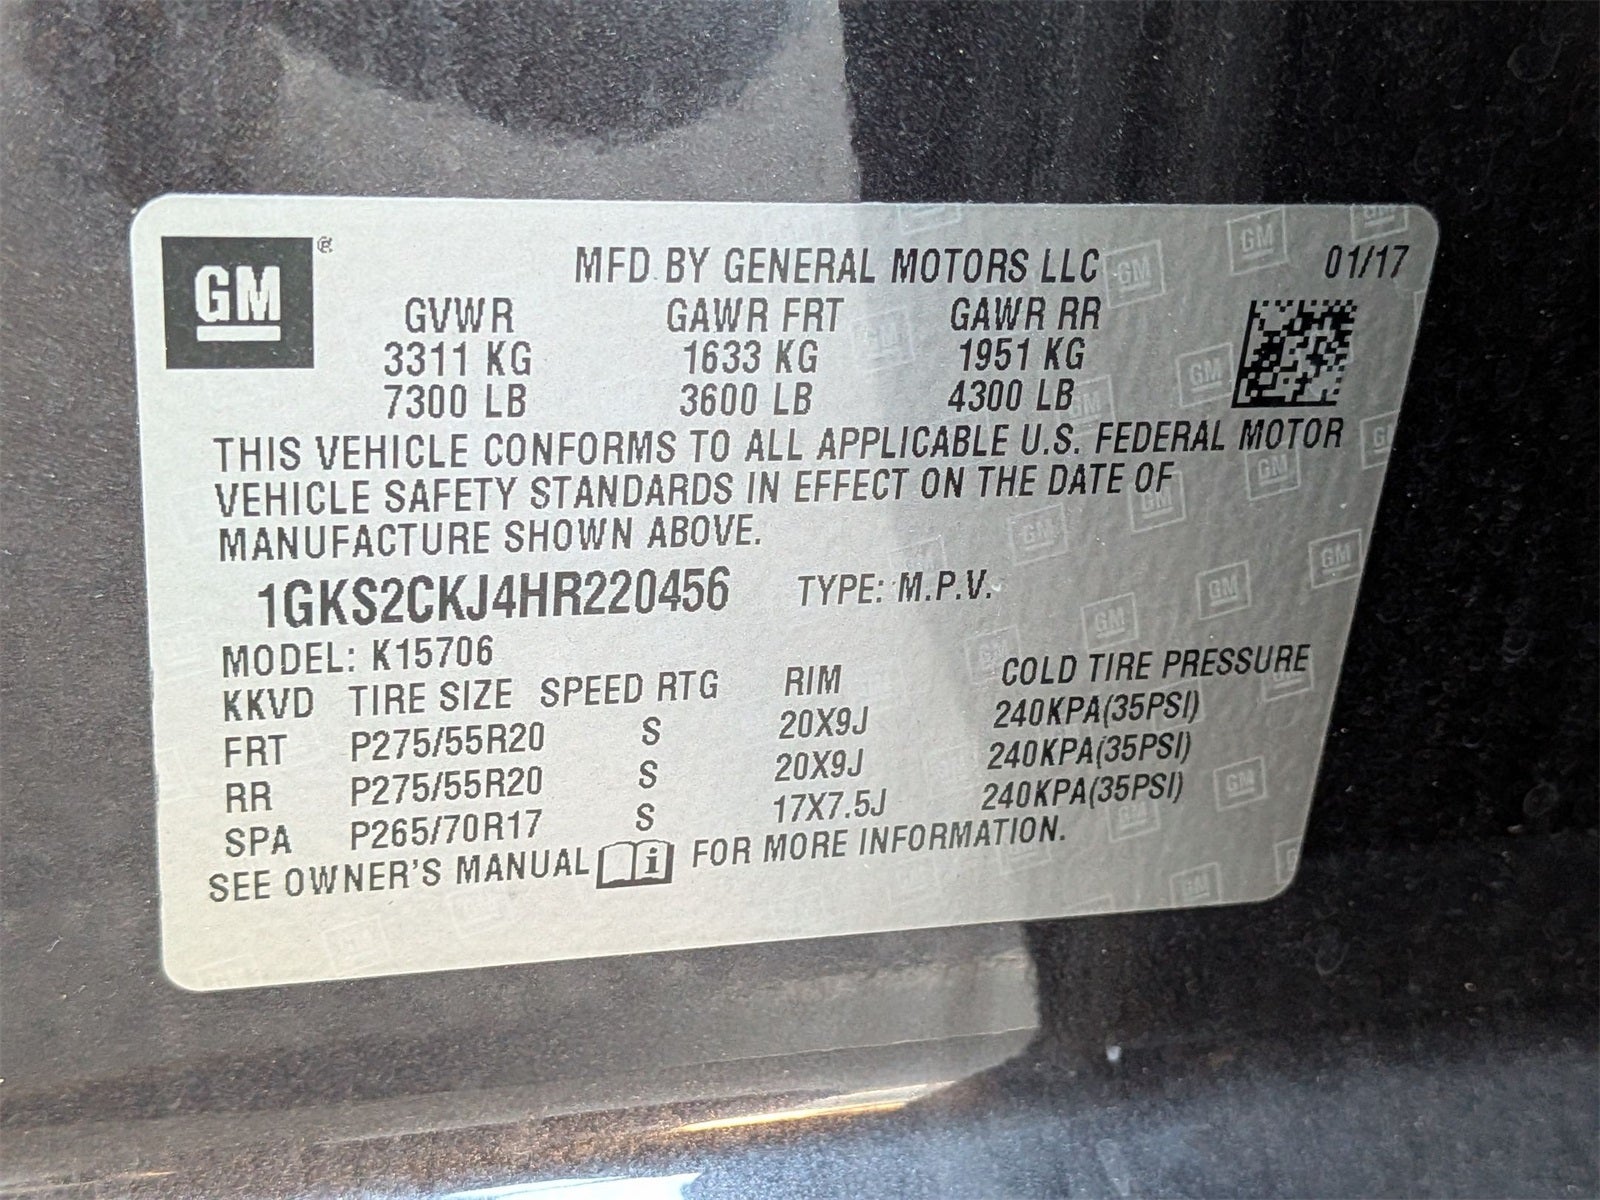 GM ®
MFD BY GENERAL MOTORS LLC 01/17
GVWR GAWR FRT GAWR RR
3311 KG 1633 KG 1951 KG
7300 LB 3600 LB 4300 LB
THIS VEHICLE CONFORMS TO ALL APPLICABLE U.S. FEDERAL MOTOR
VEHICLE SAFETY STANDARDS IN EFFECT ON THE DATE OF
MANUFACTURE SHOWN ABOVE.
1GKS2CKJ4HR220456 TYPE: M.P.V.
MODEL: K15706
KKVD TIRE SIZE SPEED RTG RIM COLD TIRE PRESSURE
FRT P275/55R20 S 20X9J 240KPA(35PSI)
RR P275/55R20 S 20X9J 240KPA(35PSI)
SPA P265/70R17 S 17X7.5J 240KPA(35PSI)
SEE OWNER'S MANUAL i FOR MORE INFORMATION.